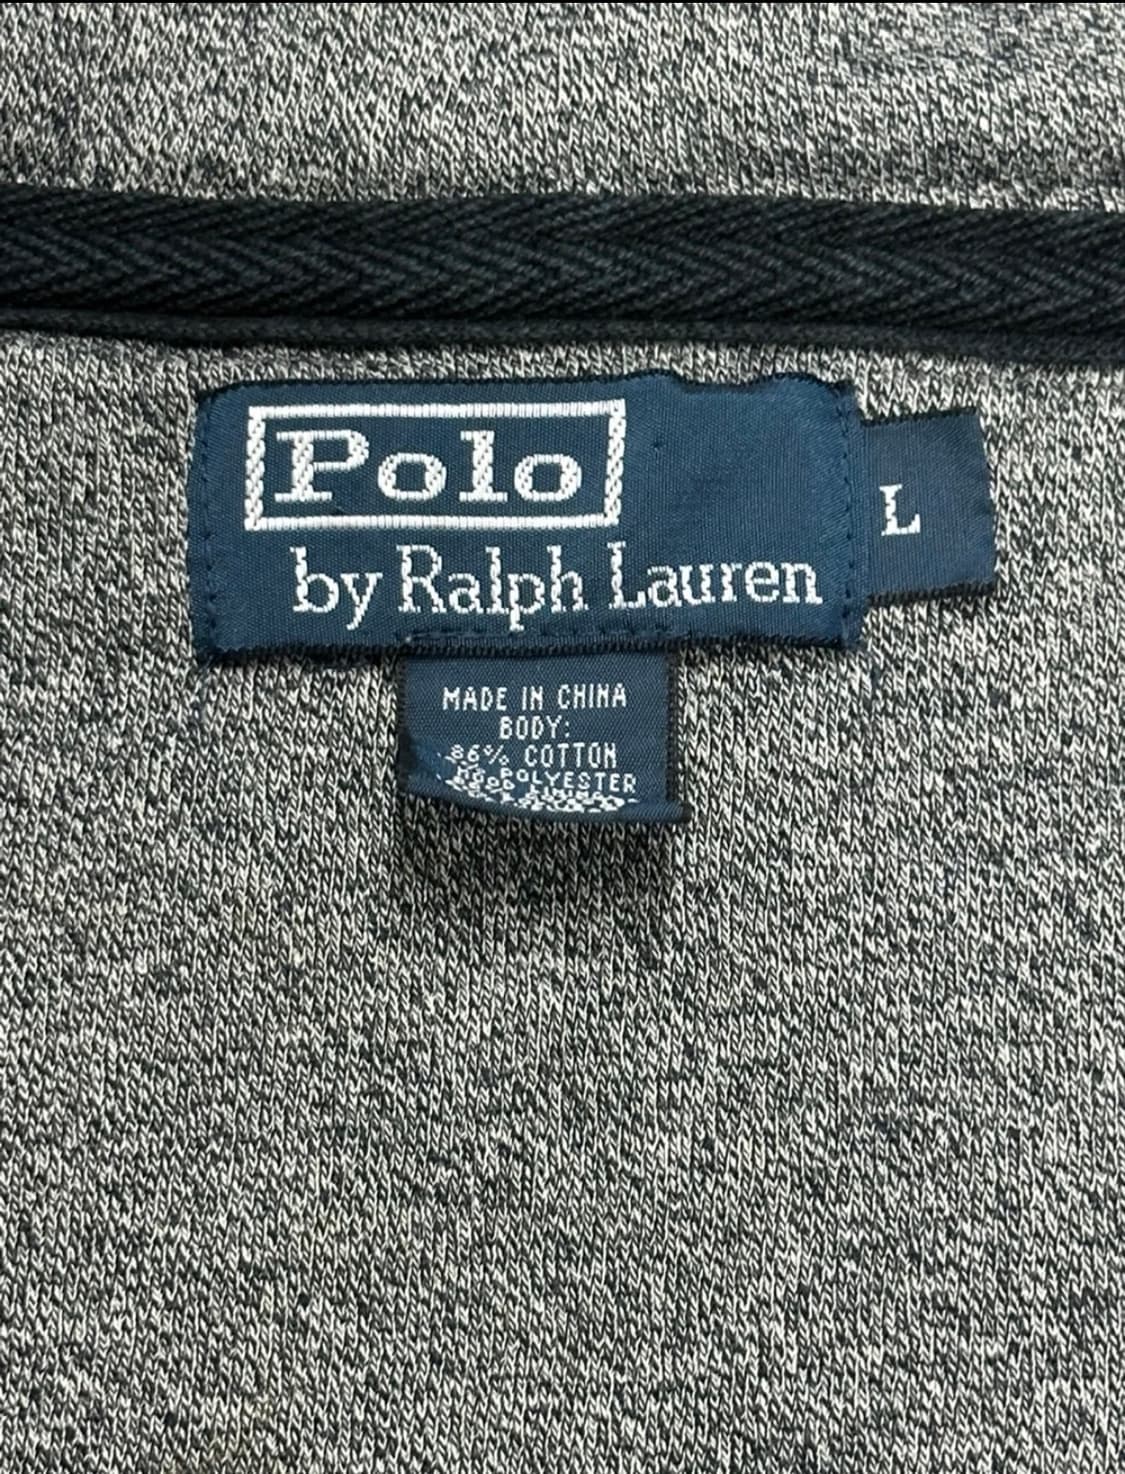 Polo
by Ralph Lauren
L
MADE IN CHINA
BODY:
86% COTTON
POLYESTER